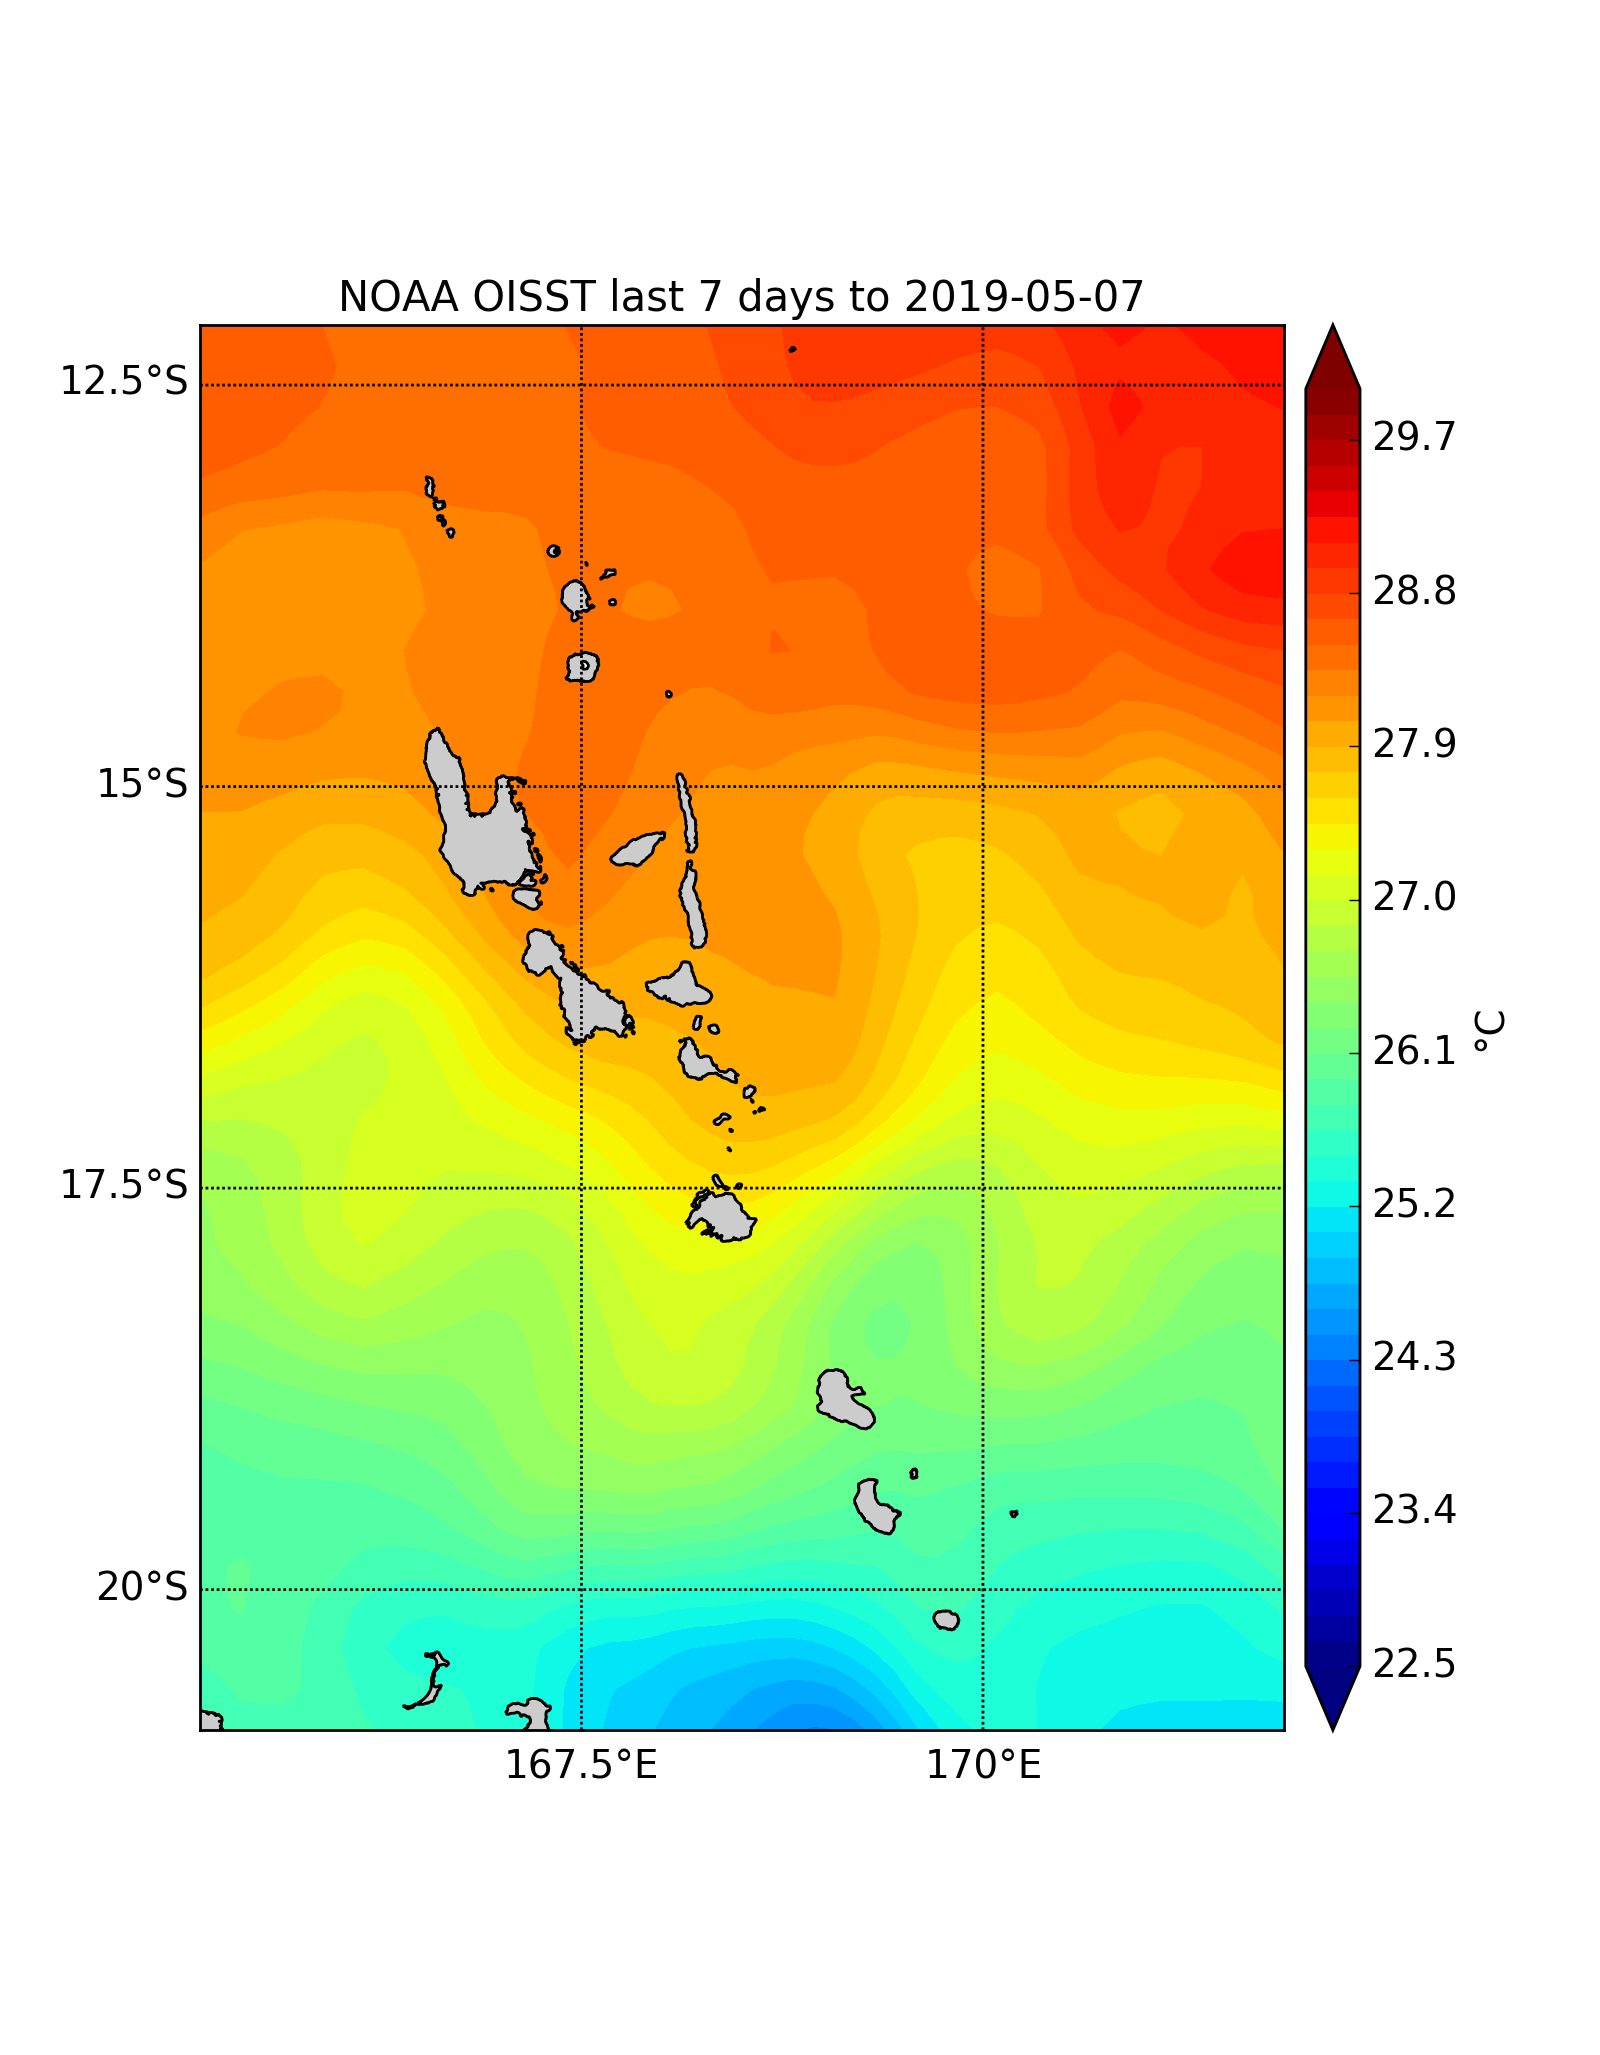 NOAA OISST last 7 days to 2019-05-07
12.5°S
15°S
17.5°S
20°S
167.5°E
170°E
29.7
28.8
27.9
27.0
26.1
25.2
24.3
23.4
22.5
°C